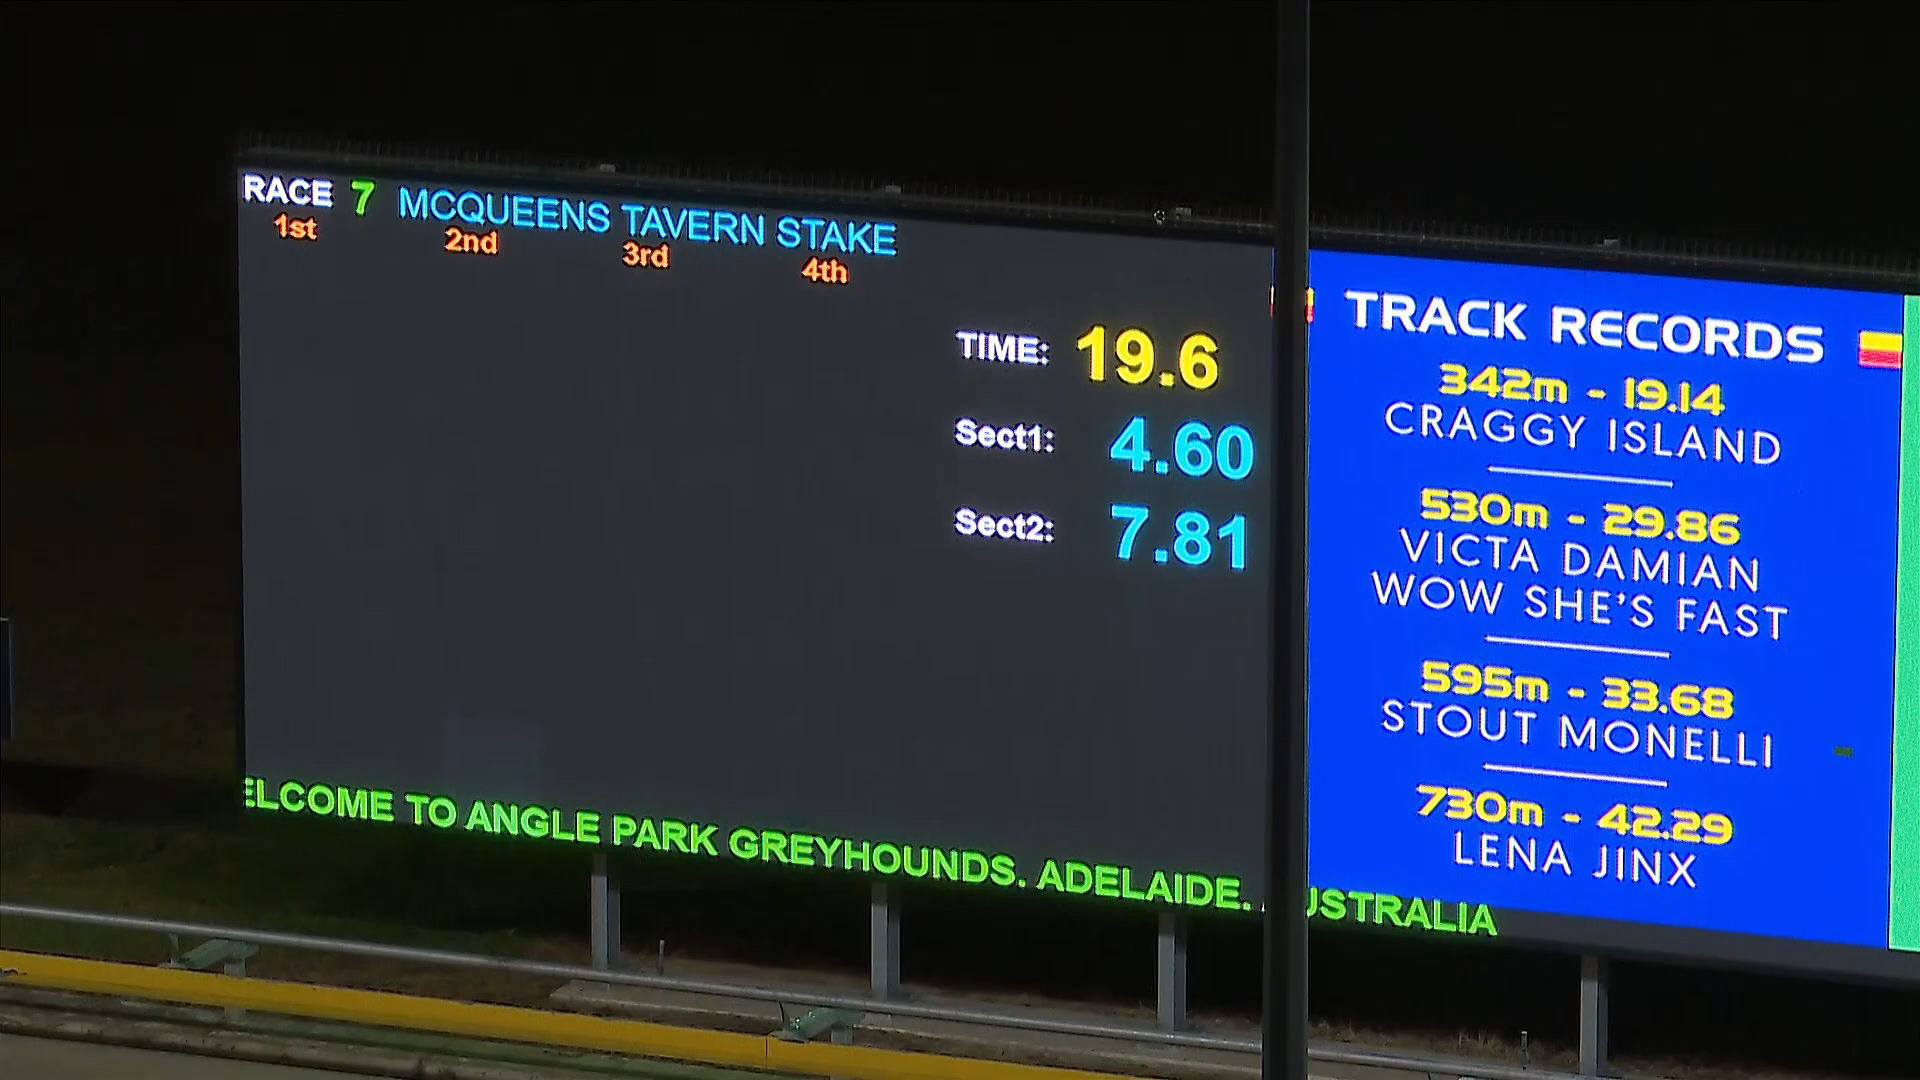 RACE 7 MCQUEENS TAVERN STAKE
1st 2nd 3rd 4th
TIME: 19.6
Sect1: 4.60
Sect2: 7.81
ELCOME TO ANGLE PARK GREYHOUNDS. ADELAIDE. AUSTRALIA
TRACK RECORDS
342m - 19.14
CRAGGY ISLAND
530m - 29.86
VICTA DAMIAN
WOW SHE'S FAST
595m - 33.68
STOUT MONELLI
730m - 42.29
LENA JINX